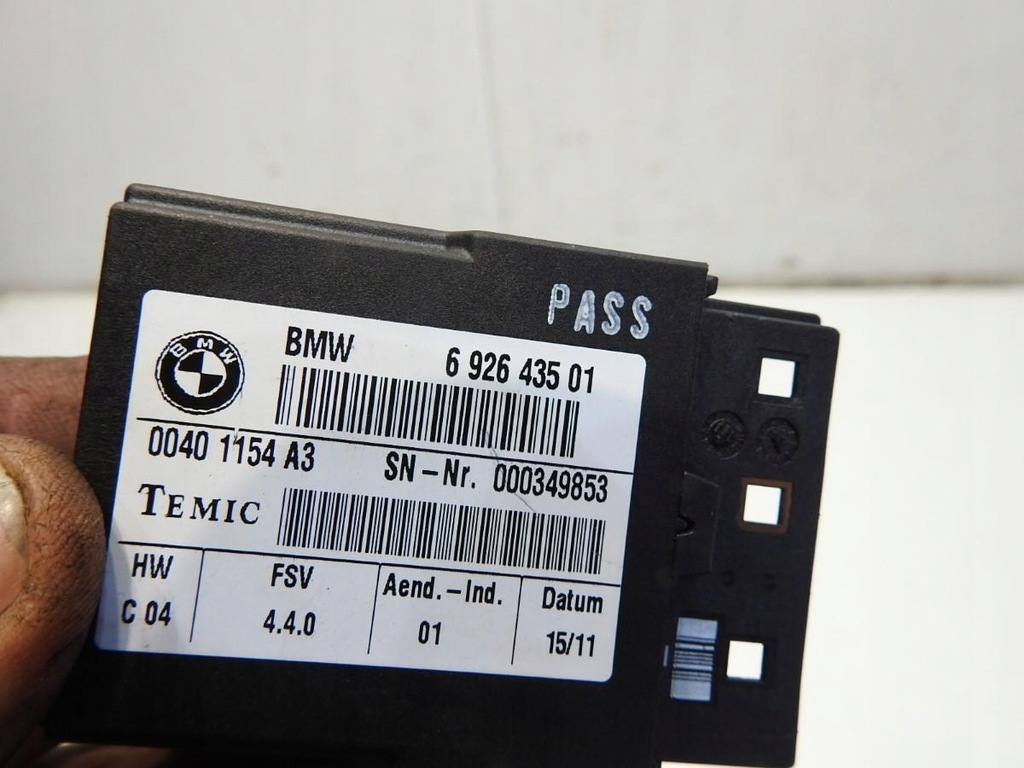 PASS
BMW
BMW 6 926 435 01
0040 1154 A3 SN-Nr. 000349853
TEMIC
HW FSV Aend.-Ind. Datum
C 04 4.4.0 01 15/11